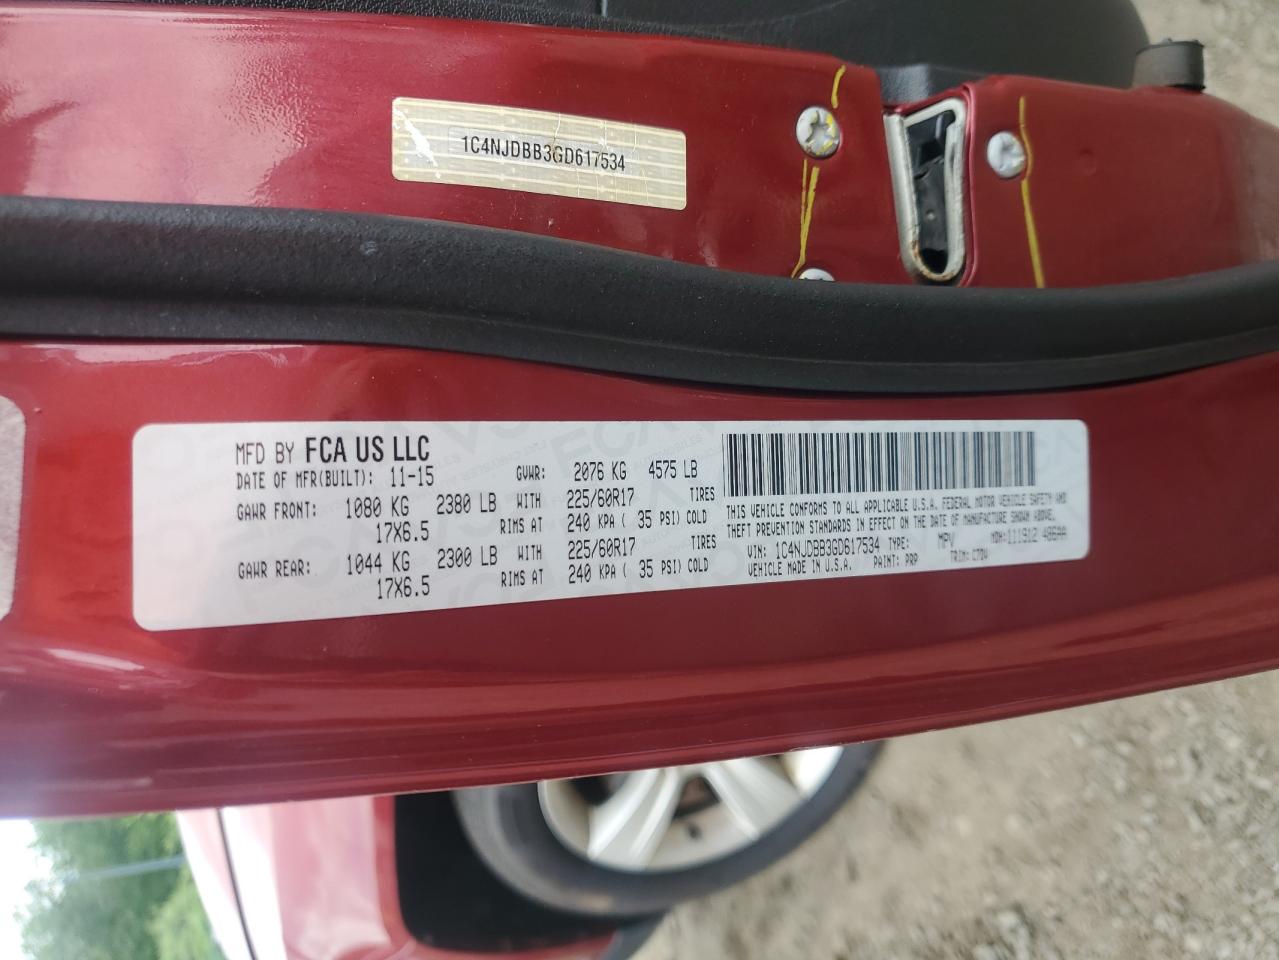 1C4NJDBB3GD617534
MFD BY FCA US LLC
DATE OF MFR(BUILT): 11-15 GVWR: 2076 KG 4575 LB
GAWR FRONT: 1080 KG 2380 LB WITH 225/60R17 TIRES
17X6.5 RIMS AT 240 KPA ( 35 PSI) COLD
GAWR REAR: 1044 KG 2300 LB WITH 225/60R17 TIRES
17X6.5 RIMS AT 240 KPA ( 35 PSI) COLD
THIS VEHICLE CONFORMS TO ALL APPLICABLE U.S.A. FEDERAL MOTOR VEHICLE SAFETY AND
THEFT PREVENTION STANDARDS IN EFFECT ON THE DATE OF MANUFACTURE SHOWN ABOVE.
VIN: 1C4NJDBB3GD617534 TYPE: MPV MDH:111912 486AA
VEHICLE MADE IN U.S.A. PAINT: PRP TRIM: